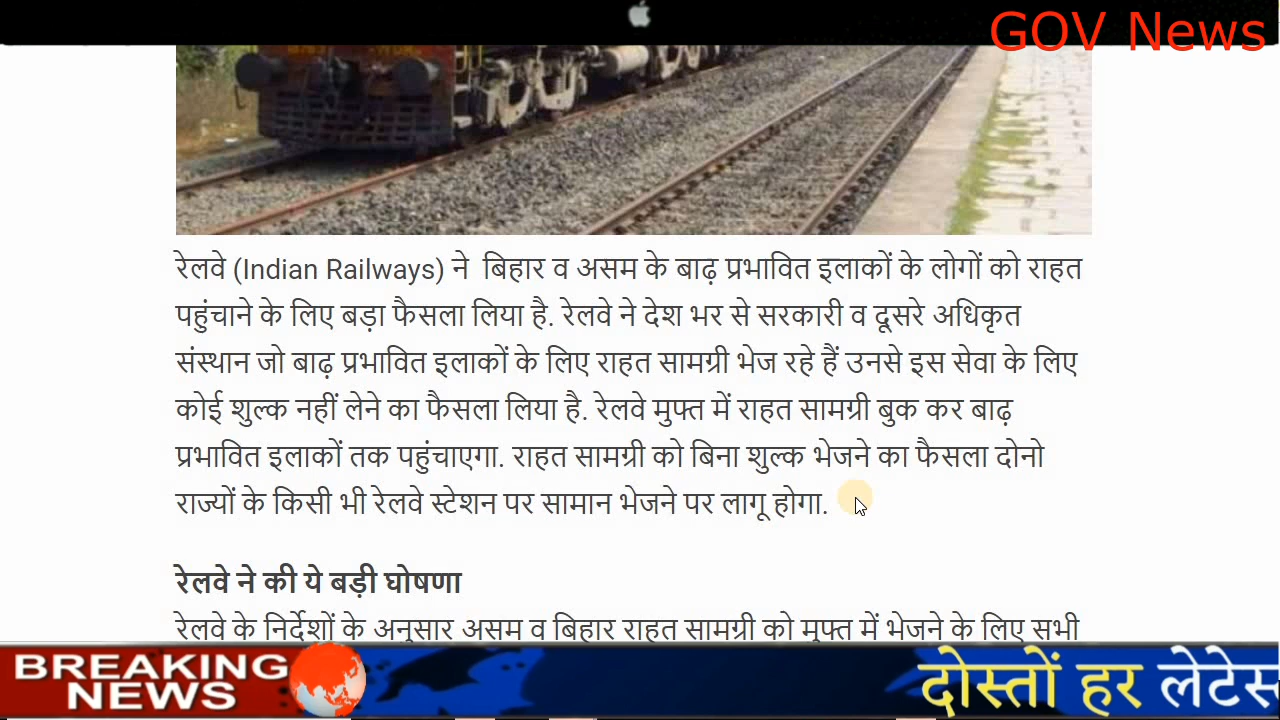 GOV News
रेलवे (Indian Railways) ने बिहार व असम के बाढ़ प्रभावित इलाकों के लोगों को राहत
पहुंचाने के लिए बड़ा फैसला लिया है. रेलवे ने देश भर से सरकारी व दूसरे अधिकृत
संस्थान जो बाढ़ प्रभावित इलाकों के लिए राहत सामग्री भेज रहे हैं उनसे इस सेवा के लिए
कोई शुल्क नहीं लेने का फैसला लिया है. रेलवे मुफ्त में राहत सामग्री बुक कर बाढ़
प्रभावित इलाकों तक पहुंचाएगा. राहत सामग्री को बिना शुल्क भेजने का फैसला दोनो
राज्यों के किसी भी रेलवे स्टेशन पर सामान भेजने पर लागू होगा.
रेलवे ने की ये बड़ी घोषणा
रेलवे के निर्देशों के अनुसार असम व बिहार राहत सामग्री को मुफ्त में भेजने के लिए सभी
BREAKING
NEWS
दोस्तों हर लेटेस